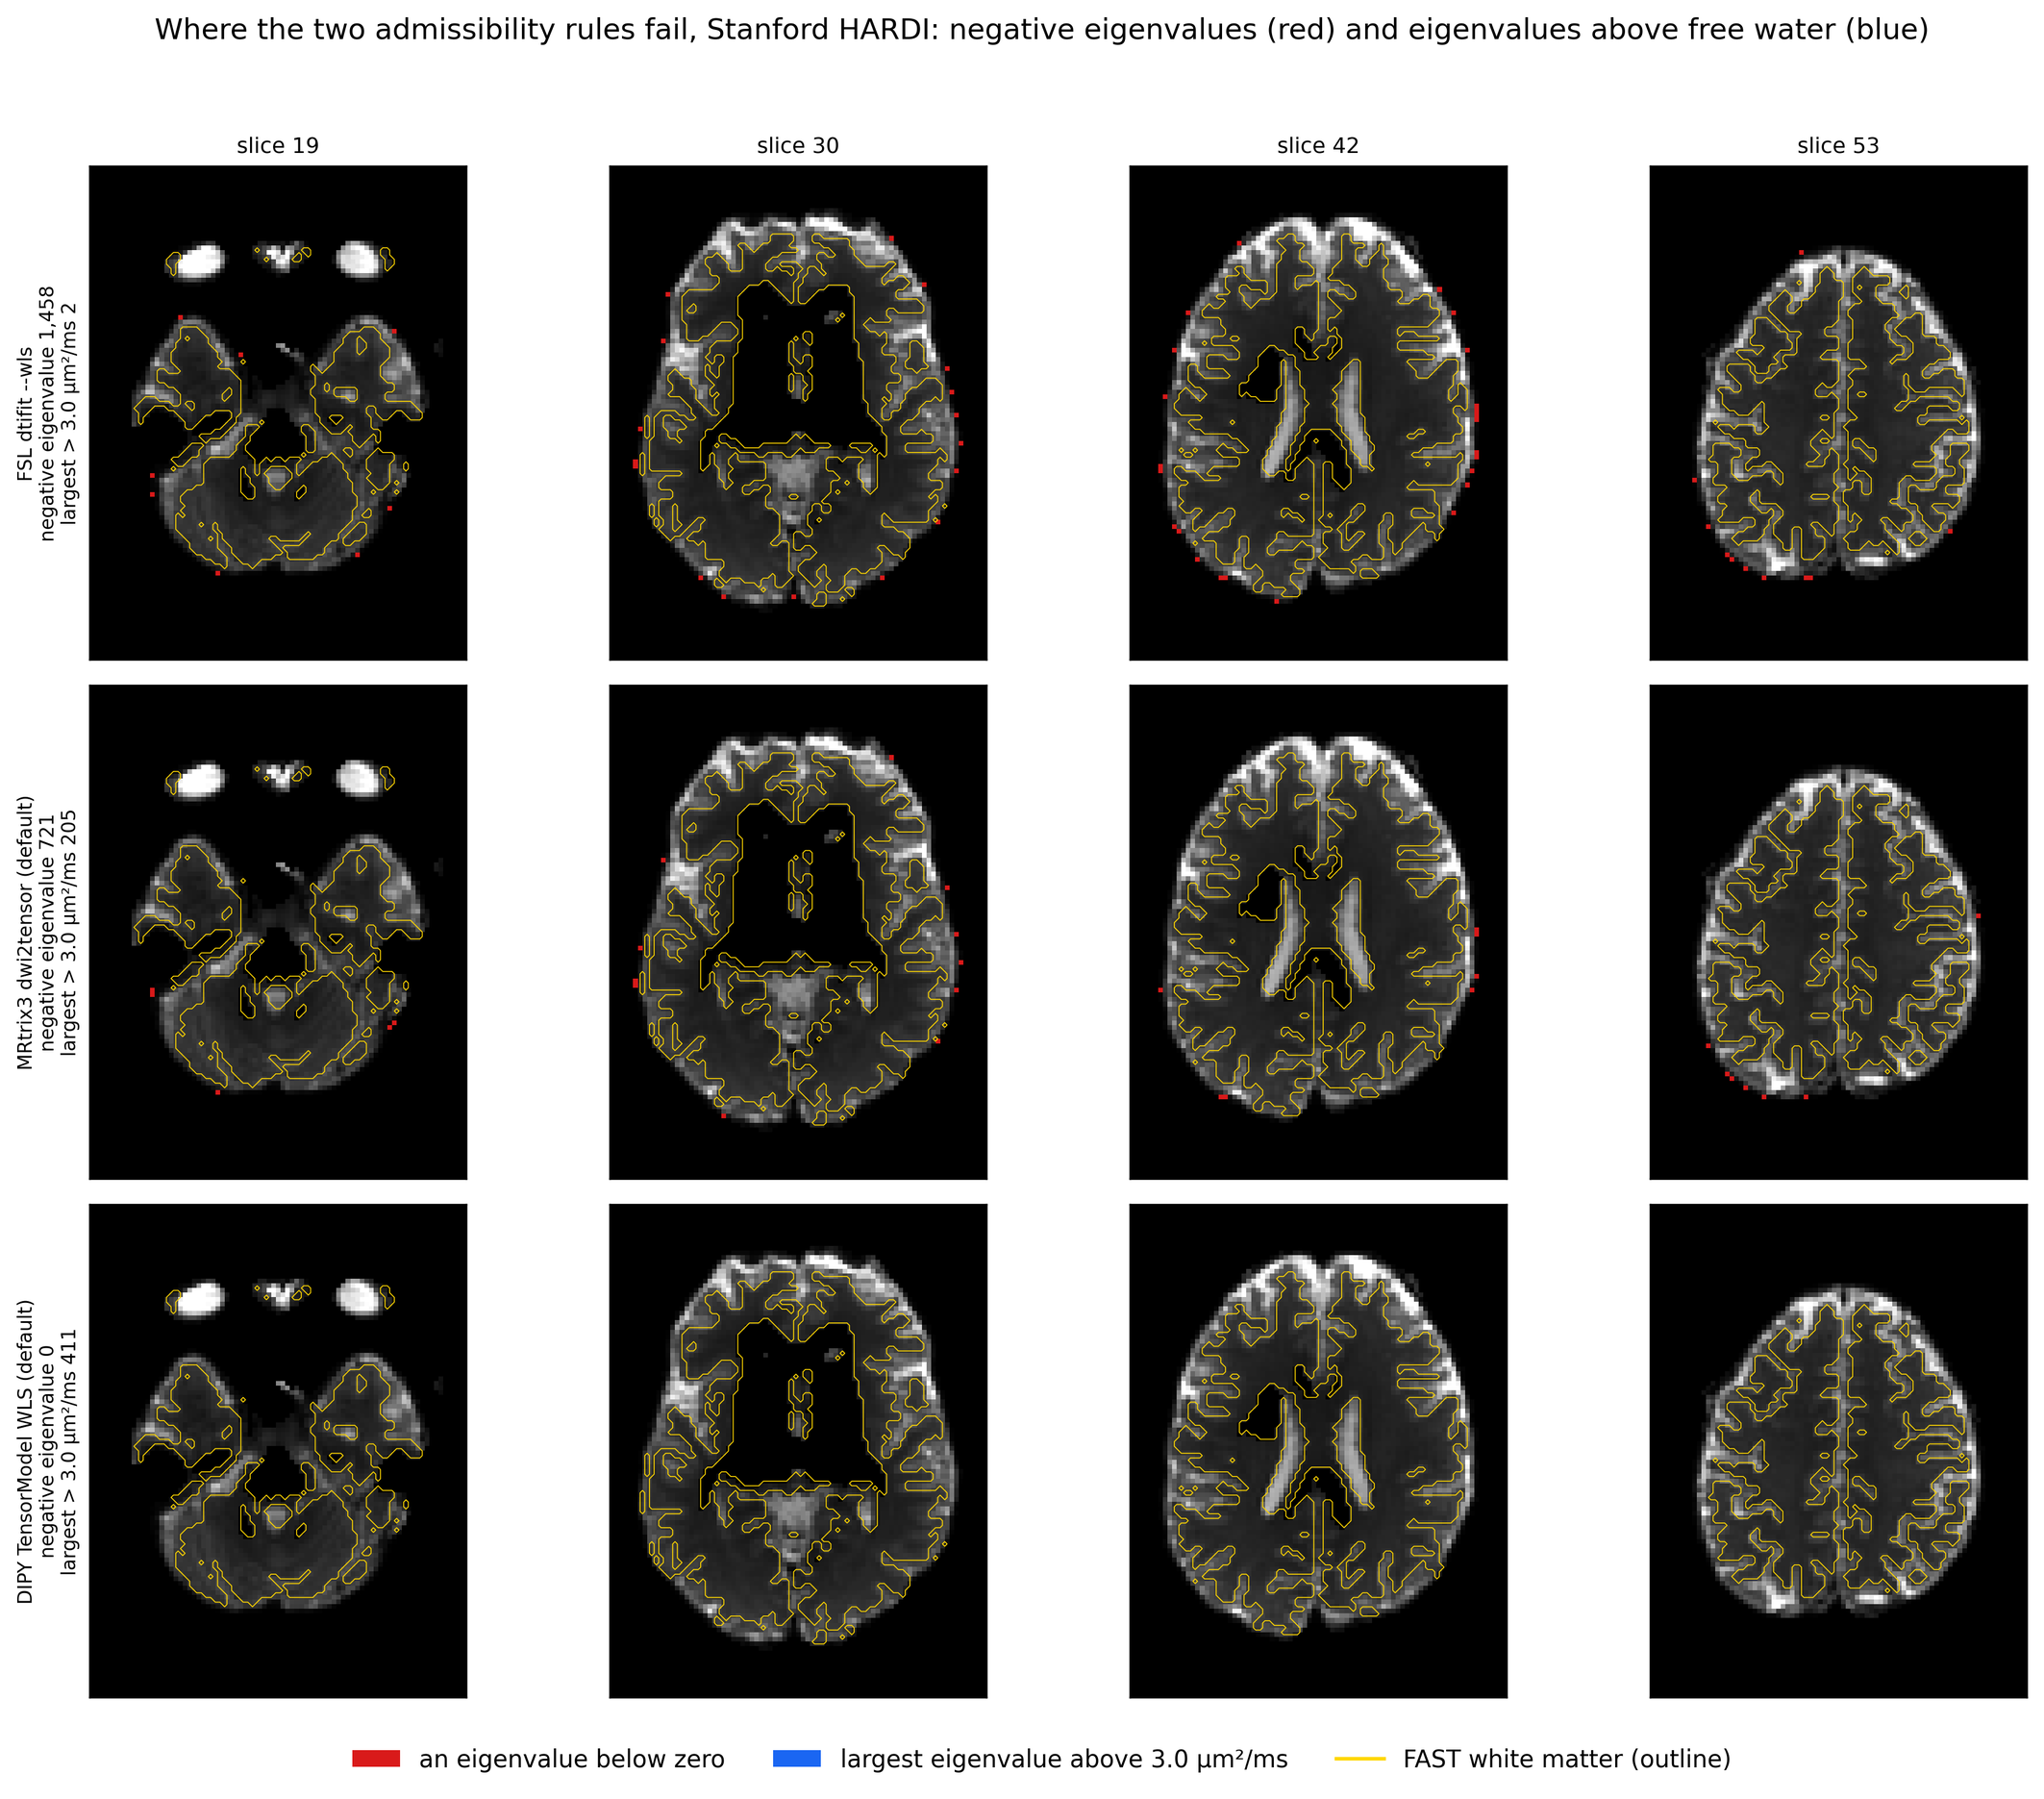 Where the two admissibility rules fail, Stanford HARDI: negative eigenvalues (red) and eigenvalues above free water (blue)
slice 19
slice 30
slice 42
slice 53
FSL dtifit --wls
negative eigenvalue 1,458
largest > 3.0 µm²/ms 2
MRtrix3 dwi2tensor (default)
negative eigenvalue 721
largest > 3.0 µm²/ms 205
DIPY TensorModel WLS (default)
negative eigenvalue 0
largest > 3.0 µm²/ms 411
an eigenvalue below zero
largest eigenvalue above 3.0 µm²/ms
FAST white matter (outline)